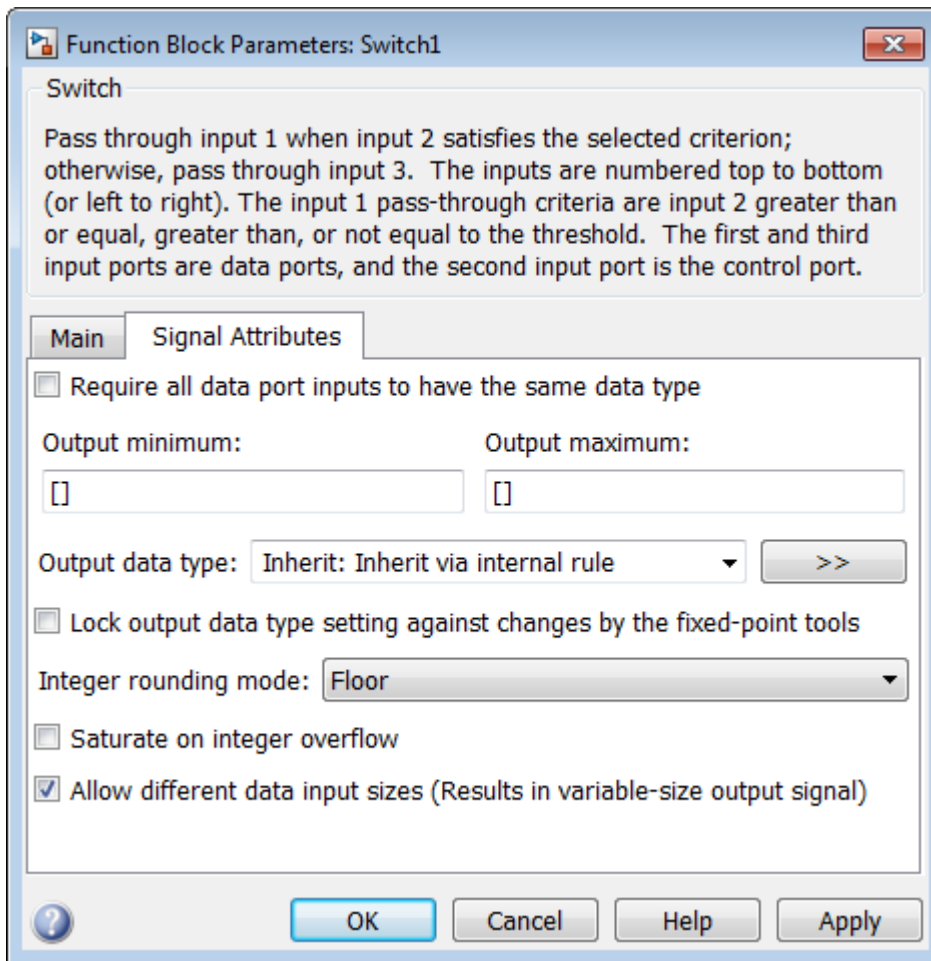 Function Block Parameters: Switch1
Switch
Pass through input 1 when input 2 satisfies the selected criterion;
otherwise, pass through input 3.  The inputs are numbered top to bottom
(or left to right). The input 1 pass-through criteria are input 2 greater than
or equal, greater than, or not equal to the threshold.  The first and third
input ports are data ports, and the second input port is the control port.
Main Signal Attributes
Require all data port inputs to have the same data type
Output minimum: Output maximum:
[] []
Output data type: Inherit: Inherit via internal rule >>
Lock output data type setting against changes by the fixed-point tools
Integer rounding mode: Floor
Saturate on integer overflow
Allow different data input sizes (Results in variable-size output signal)
? OK Cancel Help Apply